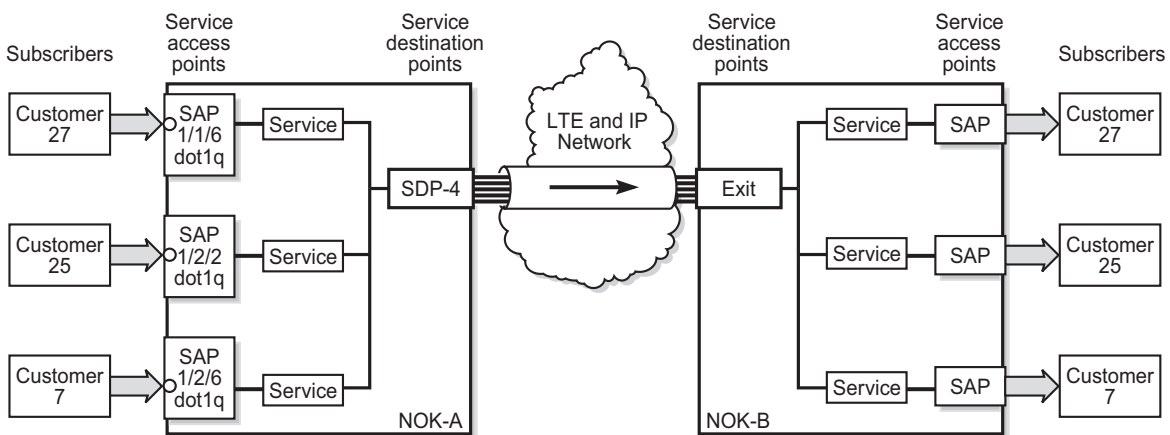 Subscribers
Service
access
points
Service
destination
points
Service
destination
points
Service
access
points
Subscribers
Customer
27
SAP
1/1/6
dot1q
Service
LTE and IP
Network
Service
SAP
Customer
27
SDP-4
Exit
Customer
25
SAP
1/2/2
dot1q
Service
Service
SAP
Customer
25
Customer
7
SAP
1/2/6
dot1q
Service
Service
SAP
Customer
7
NOK-A
NOK-B